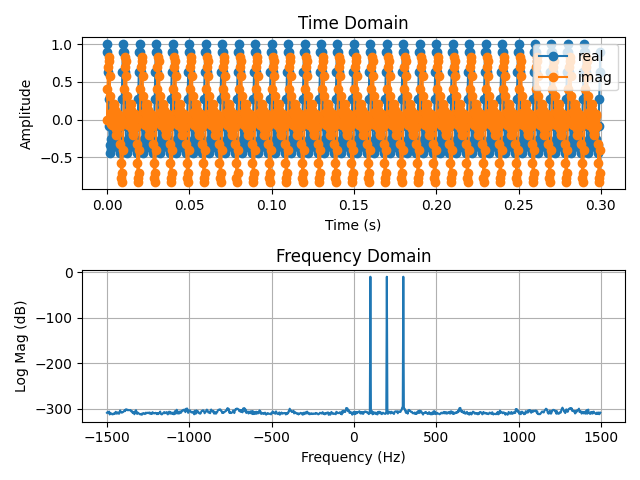 Time Domain
1.0
0.5
0.0
−0.5
Amplitude
real
imag
0.00 0.05 0.10 0.15 0.20 0.25 0.30
Time (s)
Frequency Domain
0
−100
−200
−300
Log Mag (dB)
−1500 −1000 −500 0 500 1000 1500
Frequency (Hz)